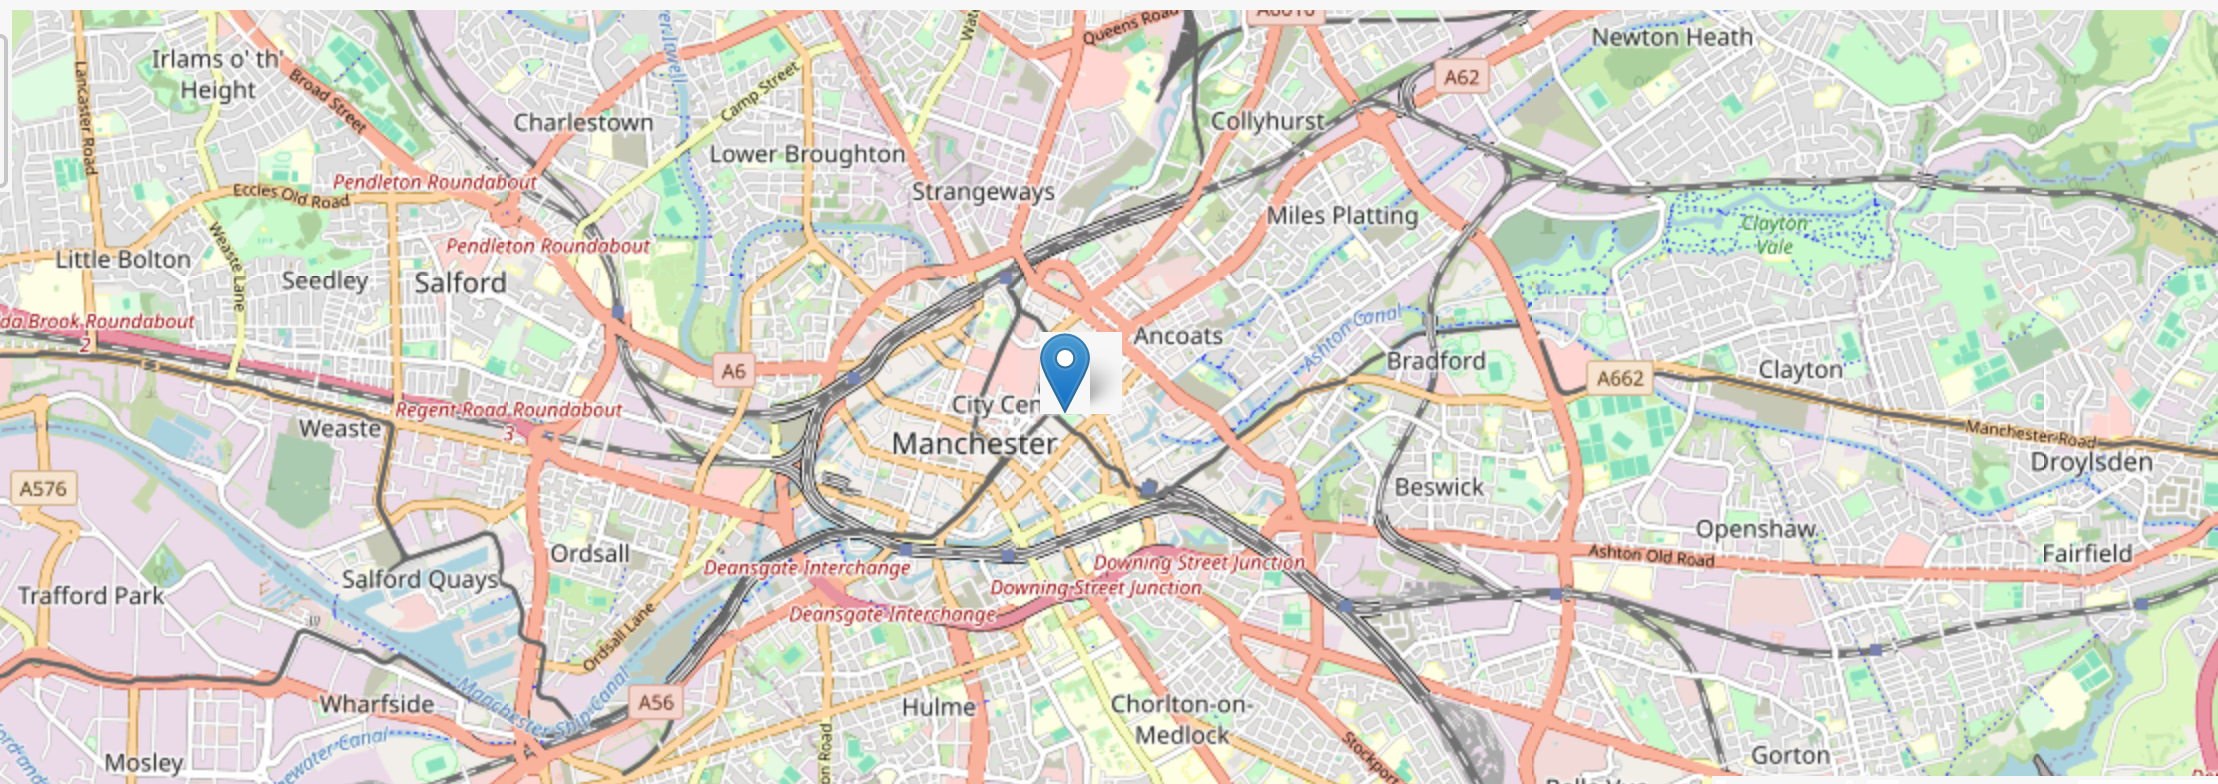 Queens Road
Newton Heath
Irlams o' th'
Height
Lancaster Road
Broad Street
A62
Camp Street
Charlestown
Collyhurst
Lower Broughton
Pendleton Roundabout
Eccles Old Road
Strangeways
Miles Platting
Clayton
Vale
Weaste Lane
Pendleton Roundabout
Little Bolton
Seedley
Salford
da Brook Roundabout
2
Ashton Canal
Ancoats
Bradford
A6
A662
Clayton
City Cen
Regent Road Roundabout
3
Weaste
Manchester
Manchester Road
Droylsden
A576
Beswick
Openshaw
Ordsall
Ashton Old Road
Fairfield
Deansgate Interchange
Downing Street Junction
Salford Quays
Downing Street Junction
Trafford Park
Deansgate Interchange
Ordsall Lane
Manchester Ship Canal
Wharfside
A56
Hulme
Chorlton-on-
Medlock
Stockport
Gorton
ewater Canal
on Road
Mosley